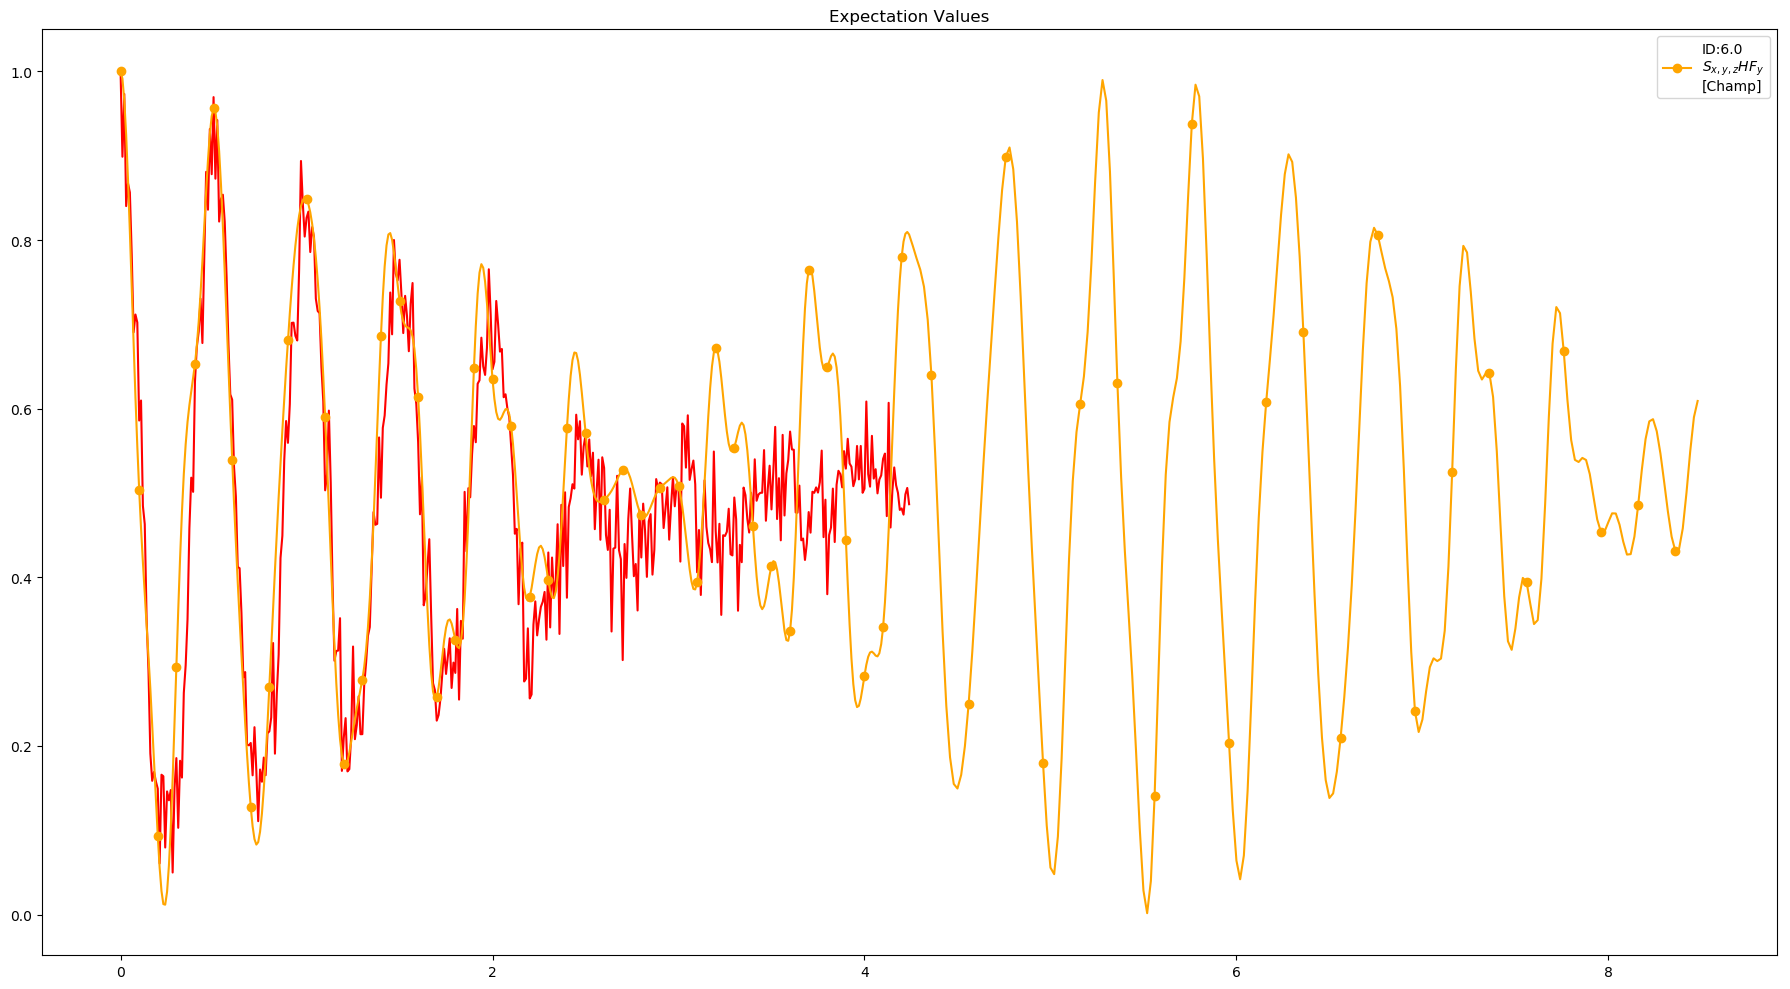 Expectation Values
ID:6.0
S_{x, y, z}HF_y
[Champ]
1.0
0.8
0.6
0.4
0.2
0.0
0 2 4 6 8